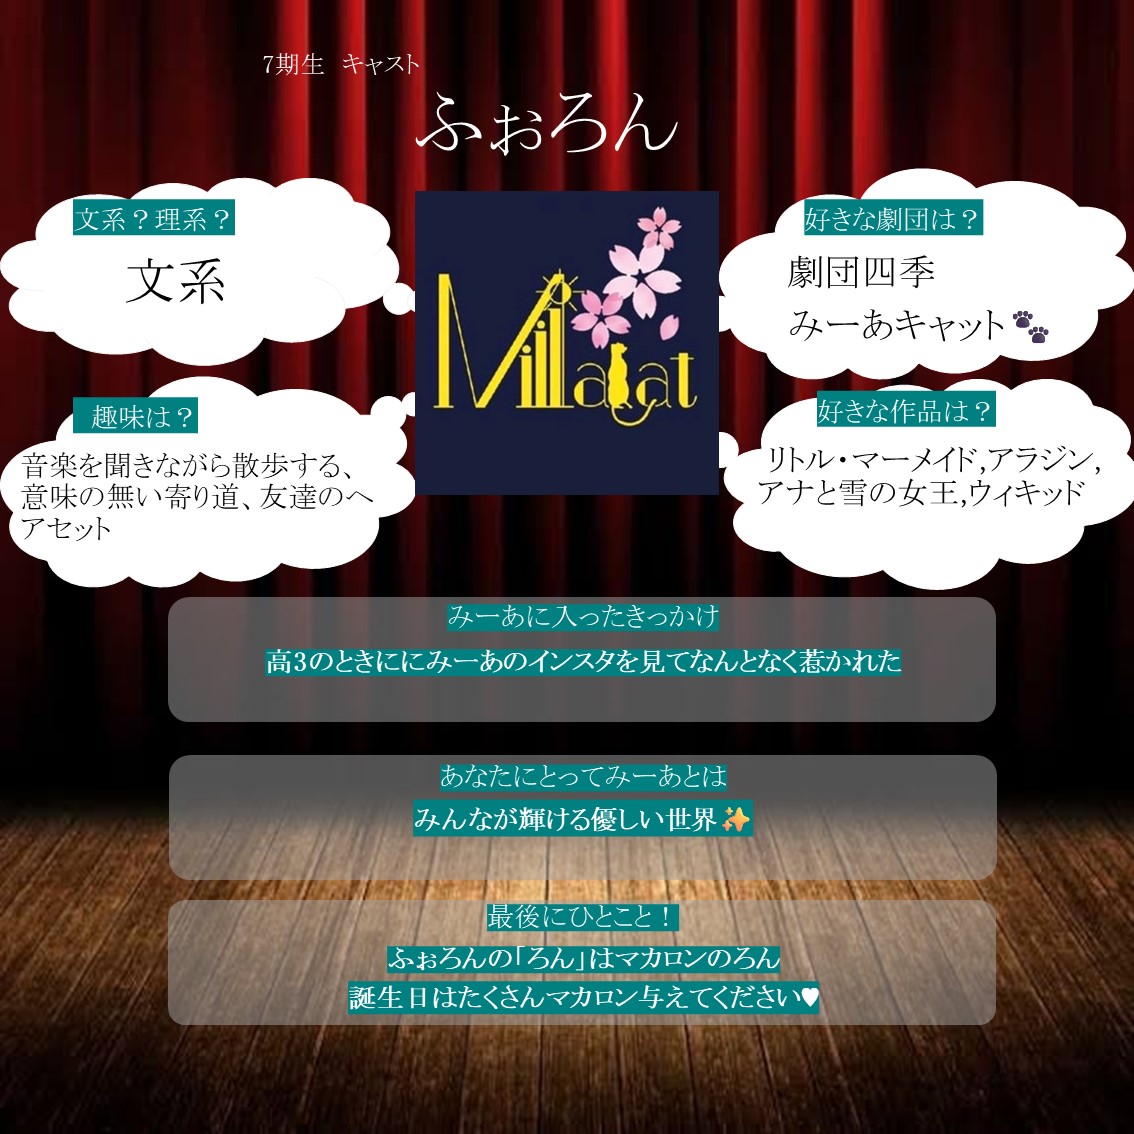 7期生 キャスト
ふぉろん
文系？理系？
文系
好きな劇団は？
劇団四季
みーあキャット🐾
MillaCat
趣味は？
音楽を聞きながら散歩する、
意味の無い寄り道、友達のヘ
アセット
好きな作品は？
リトル・マーメイド,アラジン,
アナと雪の女王,ウィキッド
みーあに入ったきっかけ
高3のときににみーあのインスタを見てなんとなく惹かれた
あなたにとってみーあとは
みんなが輝ける優しい世界✨
最後にひとこと！
ふぉろんの「ろん」はマカロンのろん
誕生日はたくさんマカロン与えてください♥